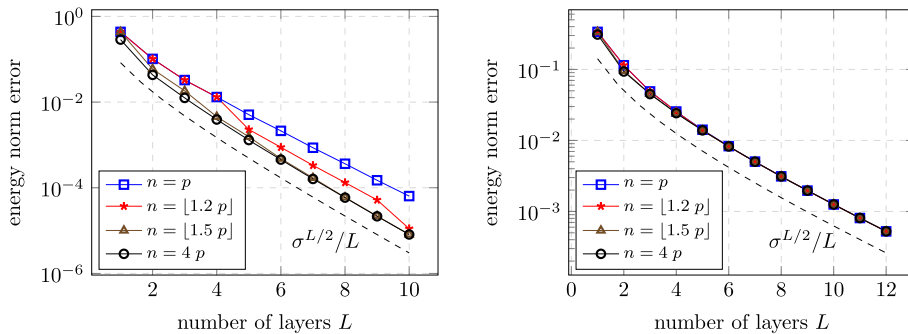 10^0
10^{-2}
10^{-4}
10^{-6}
energy norm error
n = p
n = ⌊1.2 p⌋
n = ⌊1.5 p⌋
n = 4 p
σ^{L/2}/L
2 4 6 8 10
number of layers L
10^0
10^{-1}
10^{-2}
10^{-3}
energy norm error
n = p
n = ⌊1.2 p⌋
n = ⌊1.5 p⌋
n = 4 p
σ^{L/2}/L
0 2 4 6 8 10 12
number of layers L